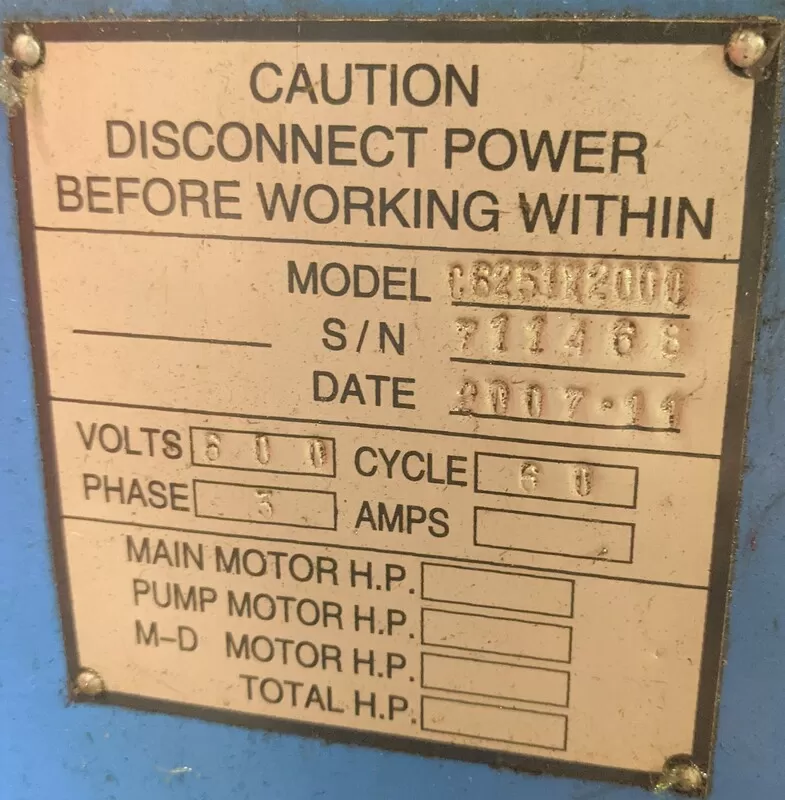 CAUTION
DISCONNECT POWER
BEFORE WORKING WITHIN
MODEL
S/N
DATE 2007.11
VOLTS 600 CYCLE 60
PHASE 3 AMPS
MAIN MOTOR H.P.
PUMP MOTOR H.P.
M-D MOTOR H.P.
TOTAL H.P.